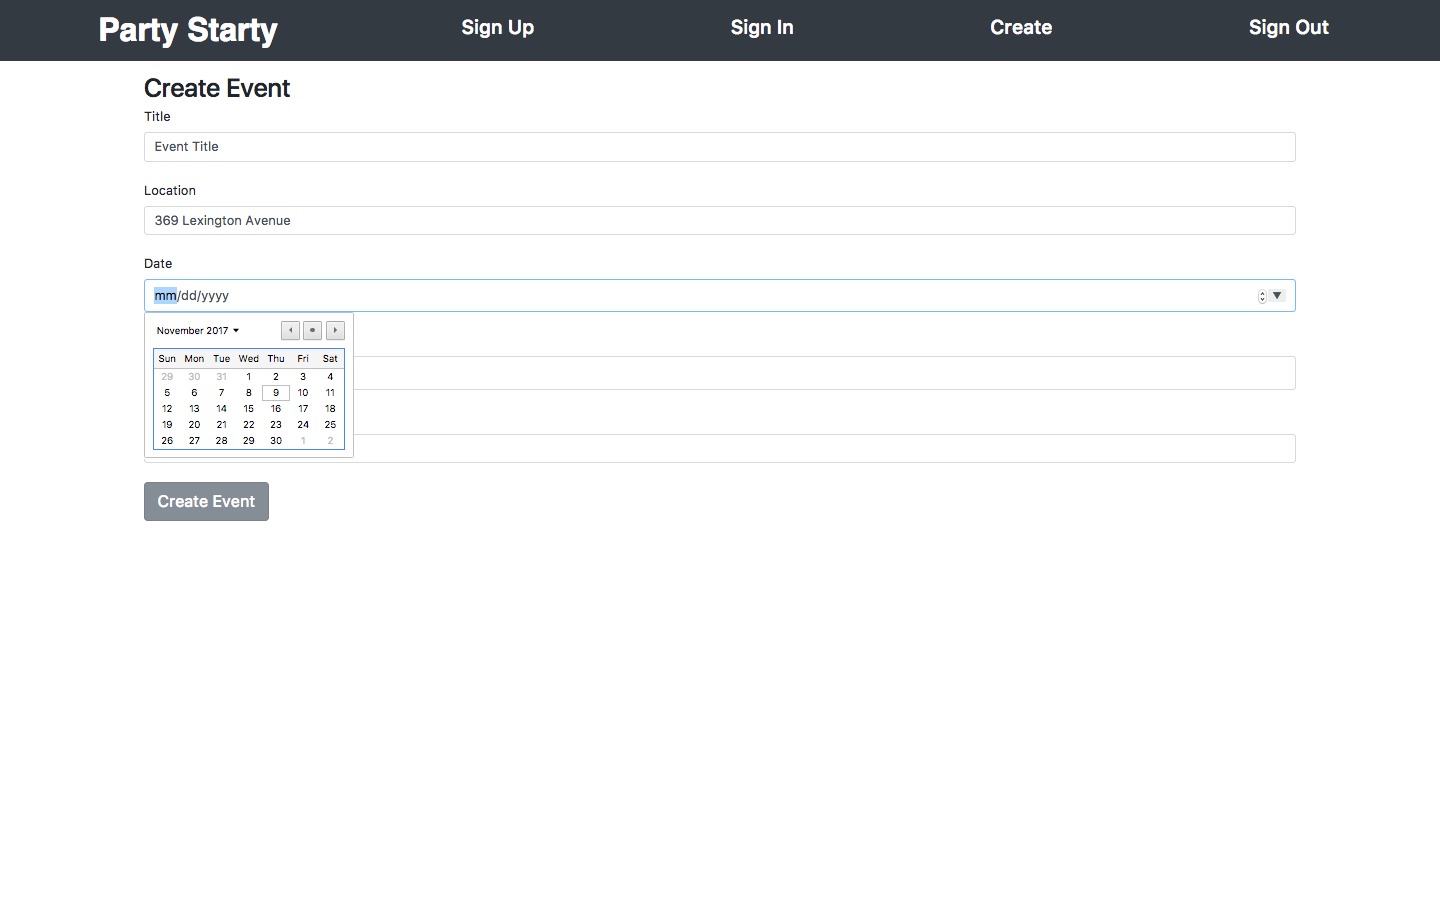 Party Starty Sign Up Sign In Create Sign Out
Create Event
Title
Event Title
Location
369 Lexington Avenue
Date
mm/dd/yyyy
November 2017
Sun Mon Tue Wed Thu Fri Sat
29 30 31 1 2 3 4
5 6 7 8 9 10 11
12 13 14 15 16 17 18
19 20 21 22 23 24 25
26 27 28 29 30 1 2
Create Event